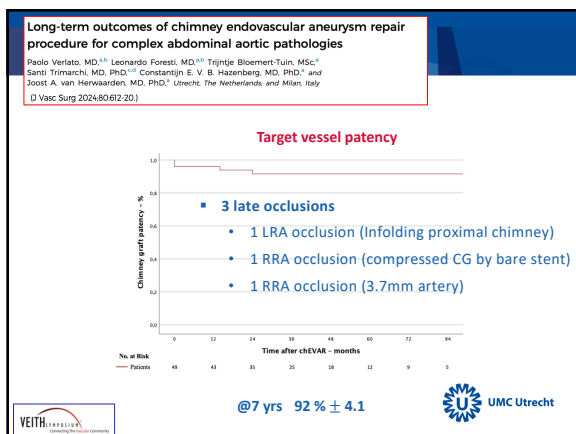 Long-term outcomes of chimney endovascular aneurysm repair
procedure for complex abdominal aortic pathologies
Paolo Verlato, MD,a,b Leonardo Foresti, MD,a,b Trijntje Bloemert-Tuin, MSc,a
Santi Trimarchi, MD, PhD,c,d Constantijn E. V. B. Hazenberg, MD, PhD,a and
Joost A. van Herwaarden, MD, PhD,a Utrecht, The Netherlands; and Milan, Italy
(J Vasc Surg 2024;80:612-20.)
Target vessel patency
Chimney graft patency - %
1,0
0,8
0,6
0,4
0,2
0,0
▪ 3 late occlusions
• 1 LRA occlusion (Infolding proximal chimney)
• 1 RRA occlusion (compressed CG by bare stent)
• 1 RRA occlusion (3.7mm artery)
0 12 24 36 48 60 72 84
Time after chEVAR - months
No. at Risk
Patients 49 43 35 25 18 13 9 5
@7 yrs 92 % ± 4.1
UMC Utrecht
VEITHSYMPOSIUM
Connecting The Vascular Community